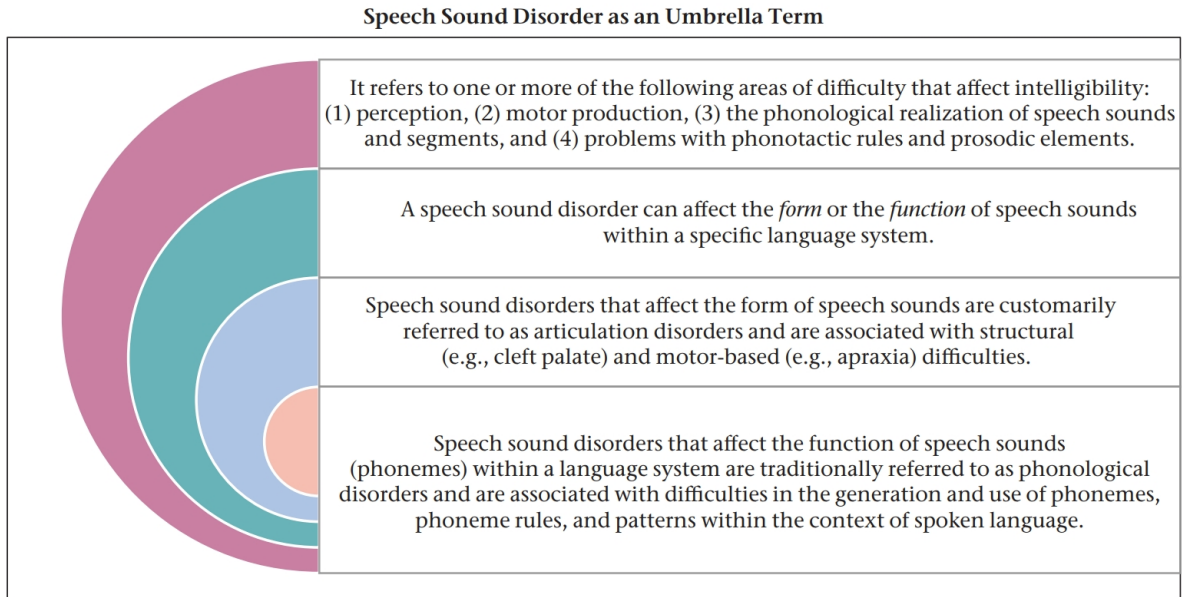 Speech Sound Disorder as an Umbrella Term
It refers to one or more of the following areas of difficulty that affect intelligibility:
(1) perception, (2) motor production, (3) the phonological realization of speech sounds
and segments, and (4) problems with phonotactic rules and prosodic elements.
A speech sound disorder can affect the form or the function of speech sounds
within a specific language system.
Speech sound disorders that affect the form of speech sounds are customarily
referred to as articulation disorders and are associated with structural
(e.g., cleft palate) and motor-based (e.g., apraxia) difficulties.
Speech sound disorders that affect the function of speech sounds
(phonemes) within a language system are traditionally referred to as phonological
disorders and are associated with difficulties in the generation and use of phonemes,
phoneme rules, and patterns within the context of spoken language.